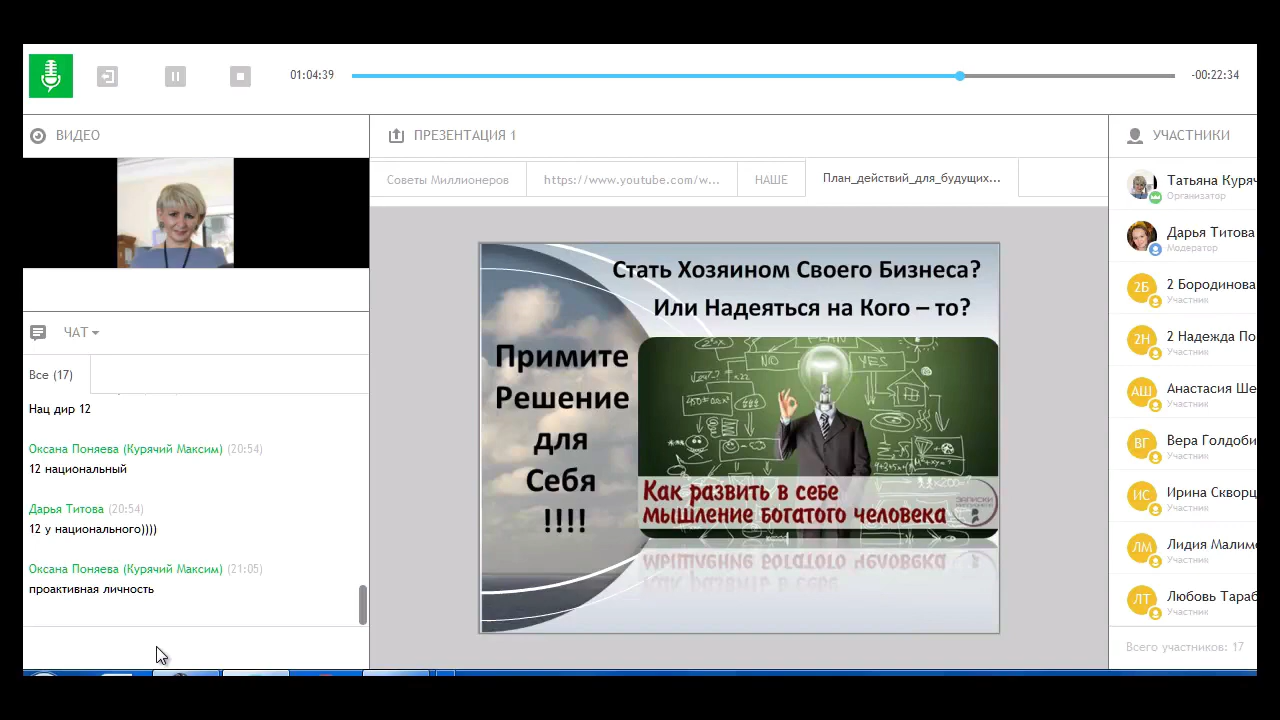 01:04:39
-00:22:34
ВИДЕО
ПРЕЗЕНТАЦИЯ 1
УЧАСТНИКИ
Советы Миллионеров
https://www.youtube.com/w...
НАШЕ
План_действий_для_будущих...
ЧАТ
Все (17)
Нац дир 12
Оксана Поняева (Курячий Максим) (20:54)
12 национальный
Дарья Титова (20:54)
12 у национального))))
Оксана Поняева (Курячий Максим) (21:05)
проактивная личность
Стать Хозяином Своего Бизнеса?
Или Надеяться на Кого – то?
Примите
Решение
для
Себя
!!!!
PLAN
NO
YES
Как развить в себе
мышление богатого человека
ЗАПИСКИ
Татьяна Куряч
Организатор
Дарья Титова
Модератор
2Б
2 Бородинова
Участник
2Н
2 Надежда По
Участник
АШ
Анастасия Ше
Участник
ВГ
Вера Голдоби
Участник
ИС
Ирина Скворц
Участник
ЛМ
Лидия Малим
Участник
ЛТ
Любовь Тараб
Участник
Всего участников: 17